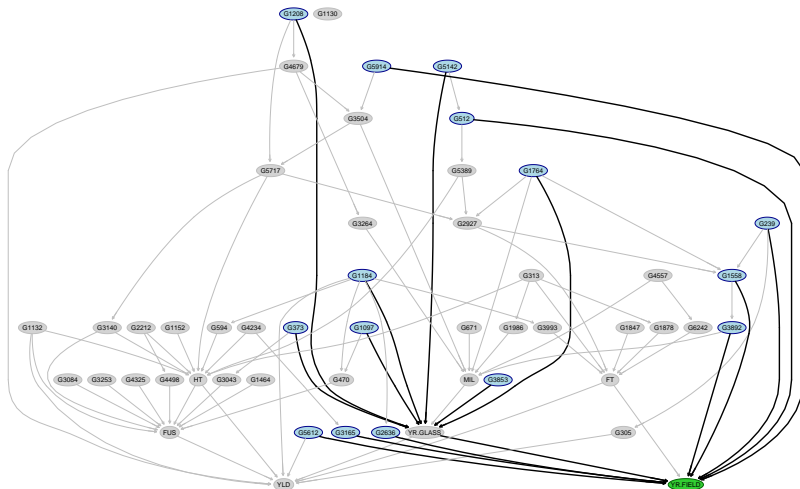 G1208 G1130
G4679 G5914 G5142
G3504 G512
G5717 G5389 G1764
G3264 G2927 G239
G1184 G313 G4557 G1558
G1132 G3140 G2212 G1152 G594 G4234 G373 G1097 G671 G1986 G3993 G1847 G1878 G6242 G3892
G3084 G3253 G4325 G4498 HT G3043 G1464 G470 MIL G3853 FT
FUS G5612 G3165 G2636 YR.GLASS G305
YLD YR.FIELD